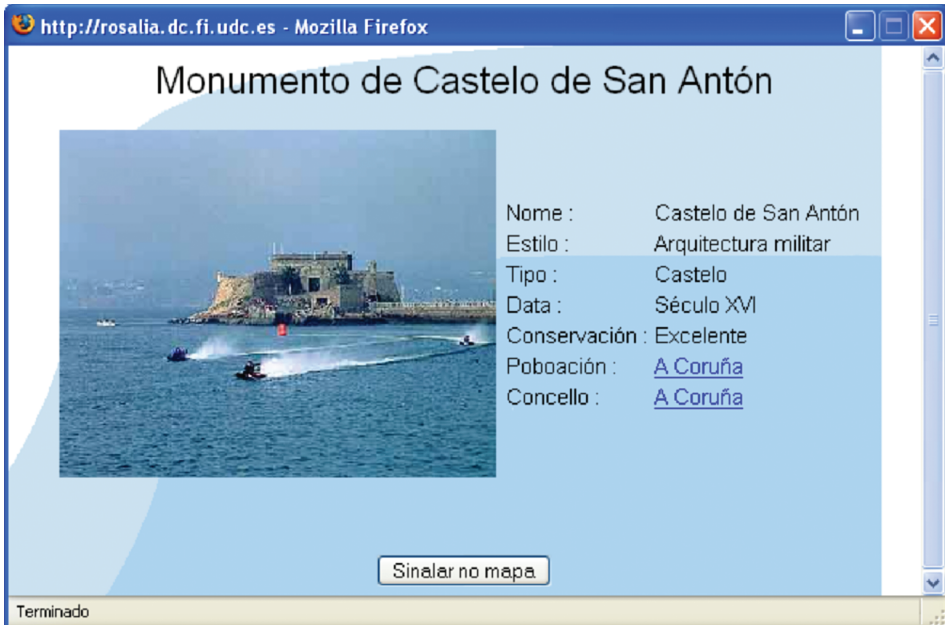 http://rosalia.dc.fi.udc.es - Mozilla Firefox
Monumento de Castelo de San Antón
Nome : Castelo de San Antón
Estilo : Arquitectura militar
Tipo : Castelo
Data : Século XVI
Conservación : Excelente
Poboación : A Coruña
Concello : A Coruña
Sinalar no mapa
Terminado